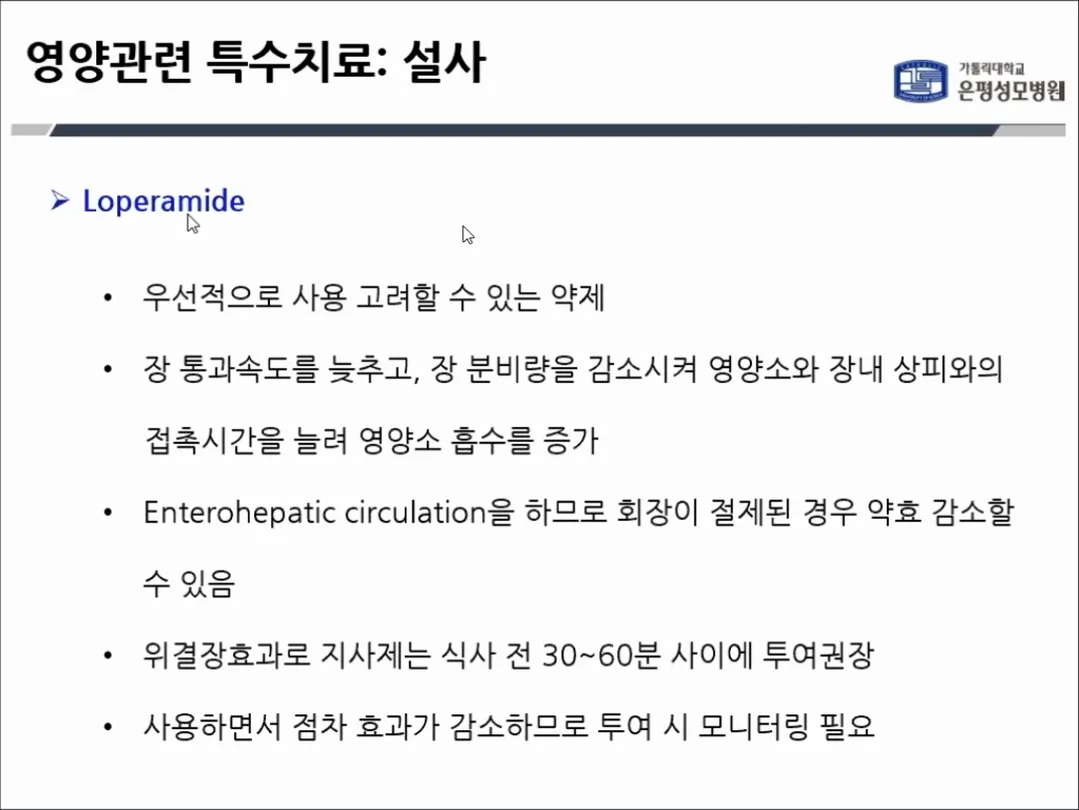 영양관련 특수치료: 설사
가톨릭대학교
은평성모병원
➢ Loperamide
• 우선적으로 사용 고려할 수 있는 약제
• 장 통과속도를 늦추고, 장 분비량을 감소시켜 영양소와 장내 상피와의
접촉시간을 늘려 영양소 흡수를 증가
• Enterohepatic circulation을 하므로 회장이 절제된 경우 약효 감소할
수 있음
• 위결장효과로 지사제는 식사 전 30~60분 사이에 투여권장
• 사용하면서 점차 효과가 감소하므로 투여 시 모니터링 필요